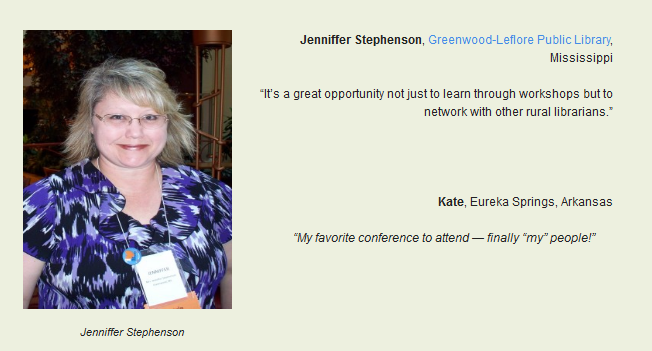 Jenniffer Stephenson, Greenwood-Leflore Public Library,
Mississippi
“It’s a great opportunity not just to learn through workshops but to
network with other rural librarians.”
Kate, Eureka Springs, Arkansas
“My favorite conference to attend — finally “my” people!”
JENNIFFER
Jenniffer Stephenson